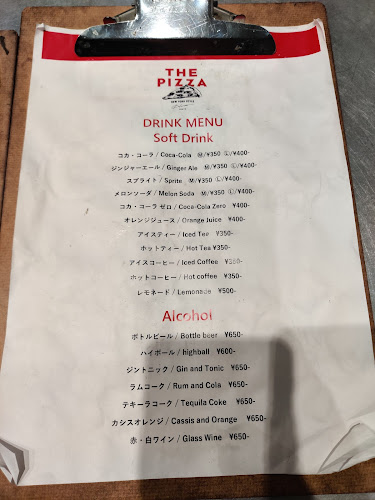 THE
PIZZA
NEW YORK STYLE
DRINK MENU
Soft Drink
コカ・コーラ / Coca-Cola Ⓜ/¥350 Ⓛ/¥400-
ジンジャーエール / Ginger Ale Ⓜ/¥350 Ⓛ/¥400-
スプライト / Sprite Ⓜ/¥350 Ⓛ/¥400-
メロンソーダ / Melon Soda Ⓜ/¥350 Ⓛ/¥400-
コカ・コーラ ゼロ / Coca-Cola Zero ¥400-
オレンジジュース / Orange Juice ¥400-
アイスティー / Iced Tee ¥350-
ホットティー / Hot Tea ¥350-
アイスコーヒー / Iced Coffee
ホットコーヒー / Hot coffee ¥350-
レモネード / Lemonade ¥500-
Alcohol
ボトルビール / Bottle beer ¥650-
ハイボール / highball ¥600-
ジントニック / Gin and Tonic ¥650-
ラムコーク / Rum and Cola ¥650-
テキーラコーク / Tequila Coke ¥650-
カシスオレンジ / Cassis and Orange ¥650-
赤・白ワイン / Glass Wine ¥650-